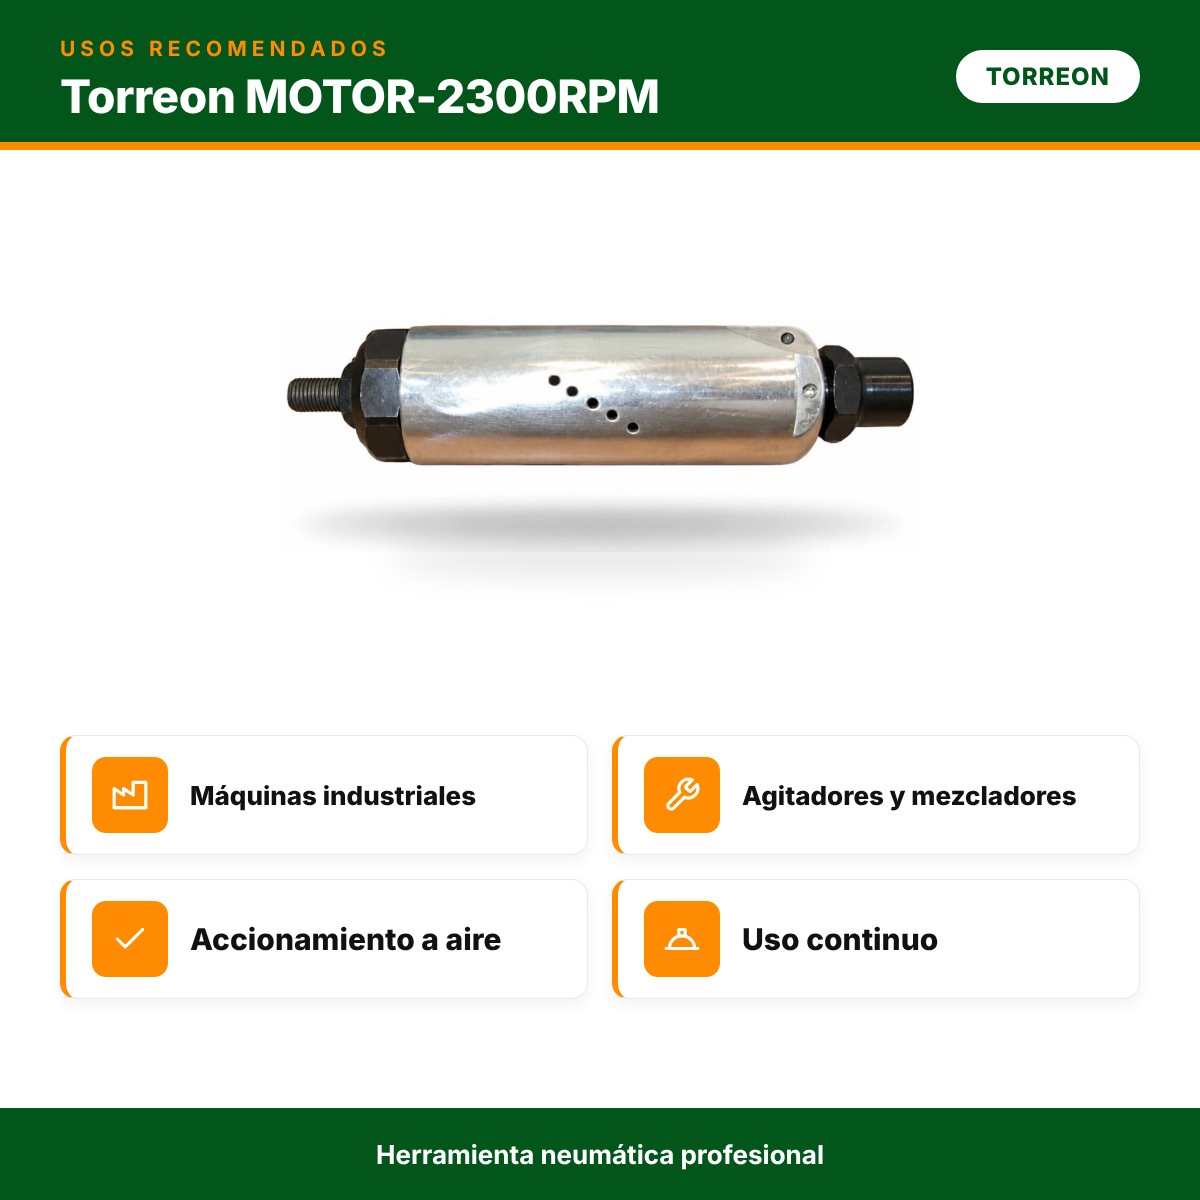 USOS RECOMENDADOS
Torreon MOTOR-2300RPM
TORREON
Máquinas industriales
Agitadores y mezcladores
Accionamiento a aire
Uso continuo
Herramienta neumática profesional